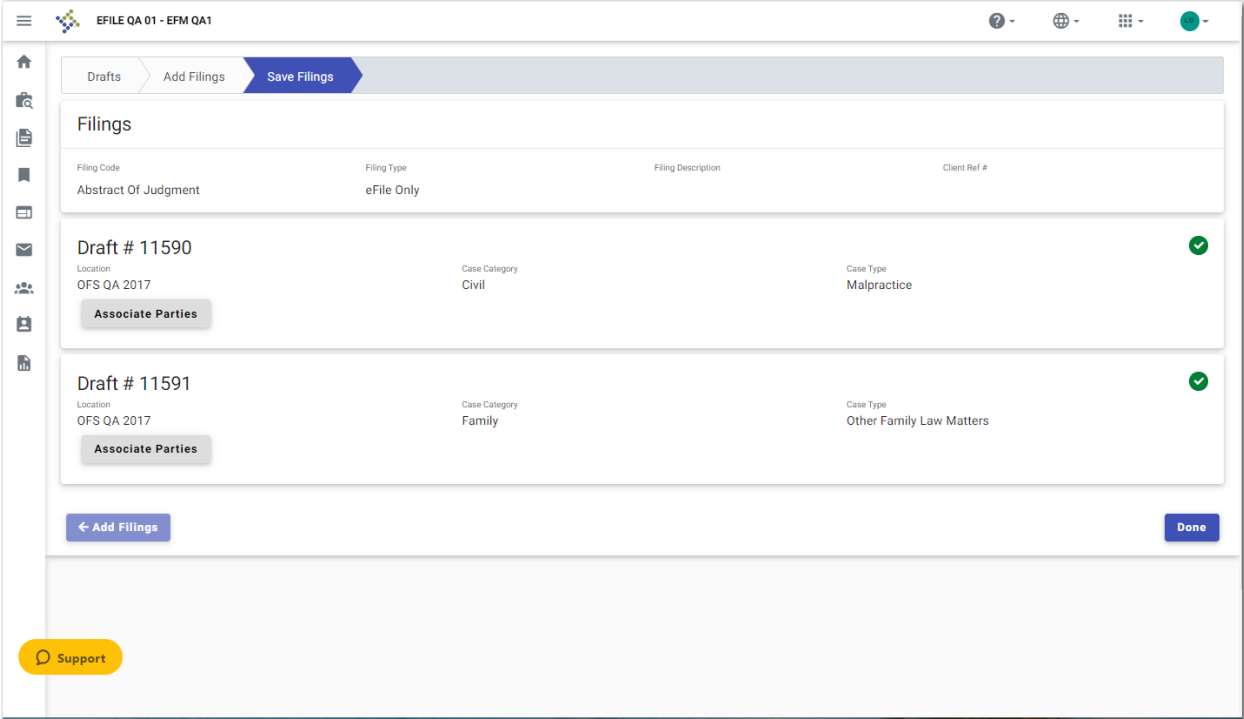 EFILE QA 01 - EFM QA1
LG
Drafts Add Filings Save Filings
Filings
Filing Code Filing Type Filing Description Client Ref #
Abstract Of Judgment eFile Only
Draft # 11590
Location Case Category Case Type
OFS QA 2017 Civil Malpractice
Associate Parties
Draft # 11591
Location Case Category Case Type
OFS QA 2017 Family Other Family Law Matters
Associate Parties
Add Filings Done
Support